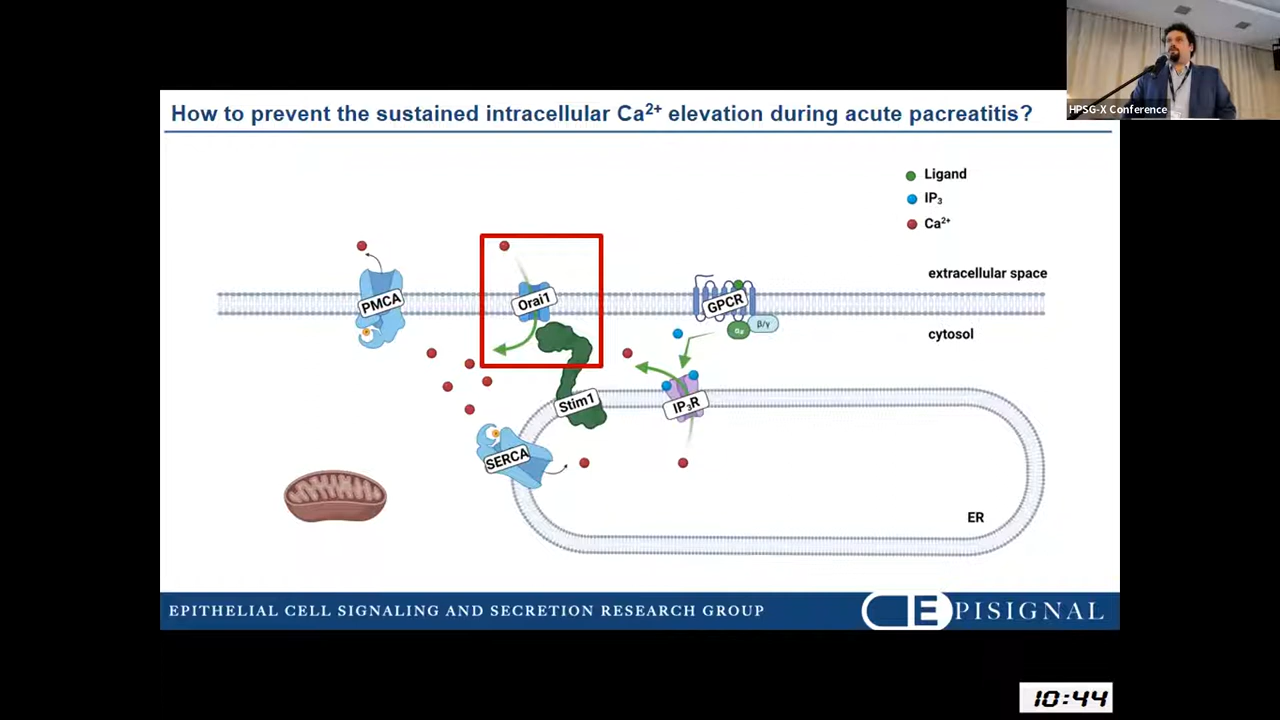 HPSG-X Conference
How to prevent the sustained intracellular Ca²⁺ elevation during acute pacreatitis?
Ligand
IP₃
Ca²⁺
extracellular space
PMCA
Orai1
GPCR
β/γ
cytosol
Stim1
IP₃R
SERCA
ER
EPITHELIAL CELL SIGNALING AND SECRETION RESEARCH GROUP
EPISIGNAL
10:44